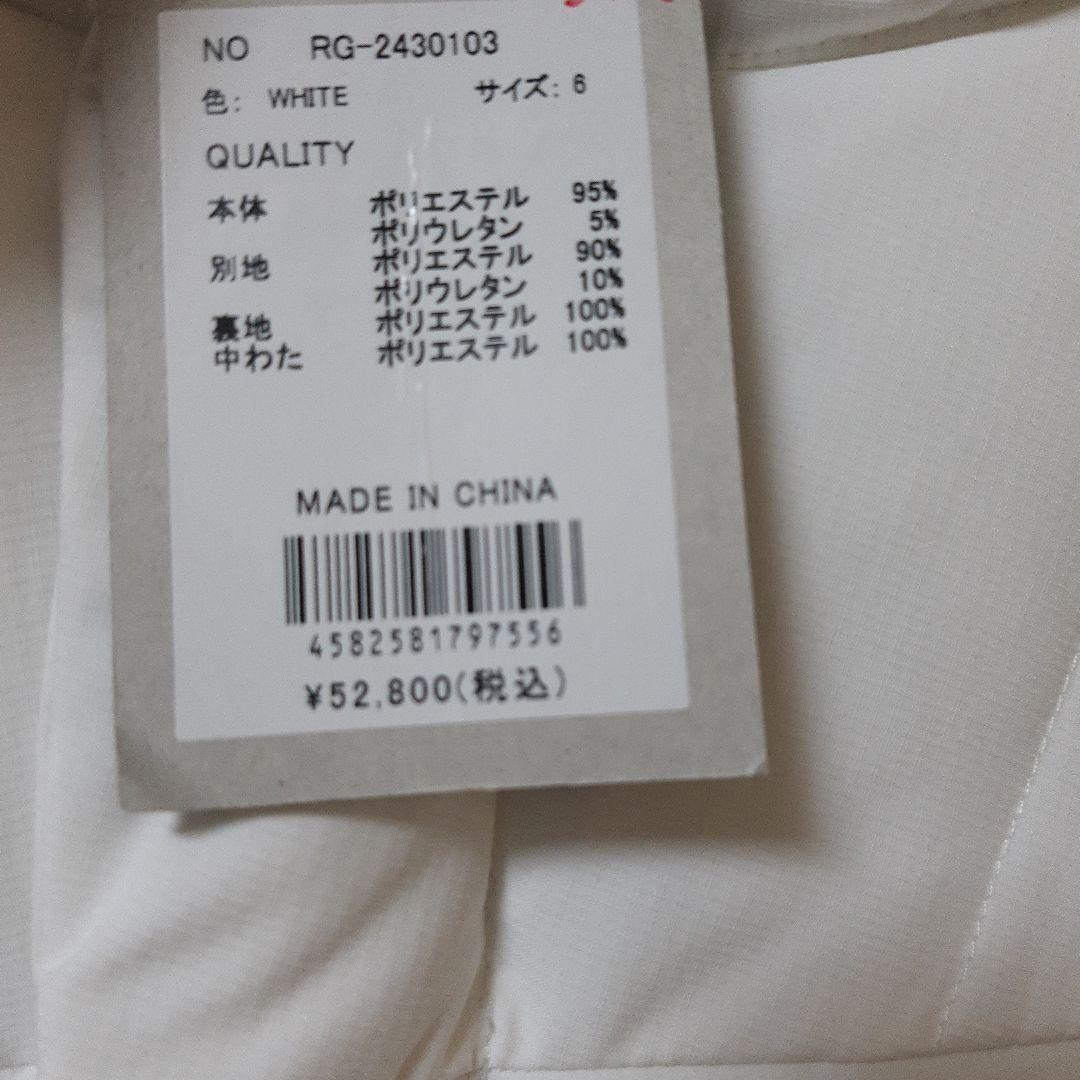 NO RG-2430103
色: WHITE サイズ: 6
QUALITY
本体 ポリエステル 95%
ポリウレタン 5%
別地 ポリエステル 90%
ポリウレタン 10%
裏地 ポリエステル 100%
中わた ポリエステル 100%
MADE IN CHINA
4582581797556
¥52,800(税込)